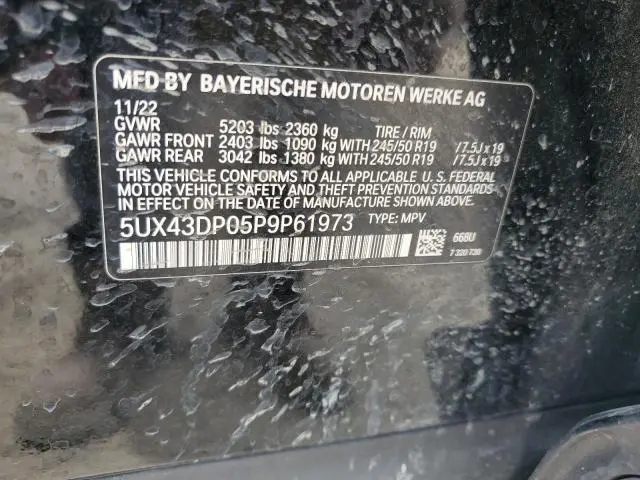 MFD BY BAYERISCHE MOTOREN WERKE AG
11/22
GVWR 5203 lbs 2360 kg TIRE / RIM
GAWR FRONT 2403 lbs 1090 kg WITH 245/50 R19 /7.5J x 19
GAWR REAR 3042 lbs 1380 kg WITH 245/50 R19 /7.5J x 19
THIS VEHICLE CONFORMS TO ALL APPLICABLE U. S. FEDERAL
MOTOR VEHICLE SAFETY AND THEFT PREVENTION STANDARDS
IN EFFECT ON THE DATE OF MANUFACTURE SHOWN ABOVE.
5UX43DP05P9P61973 TYPE: MPV
668U
7 320 730